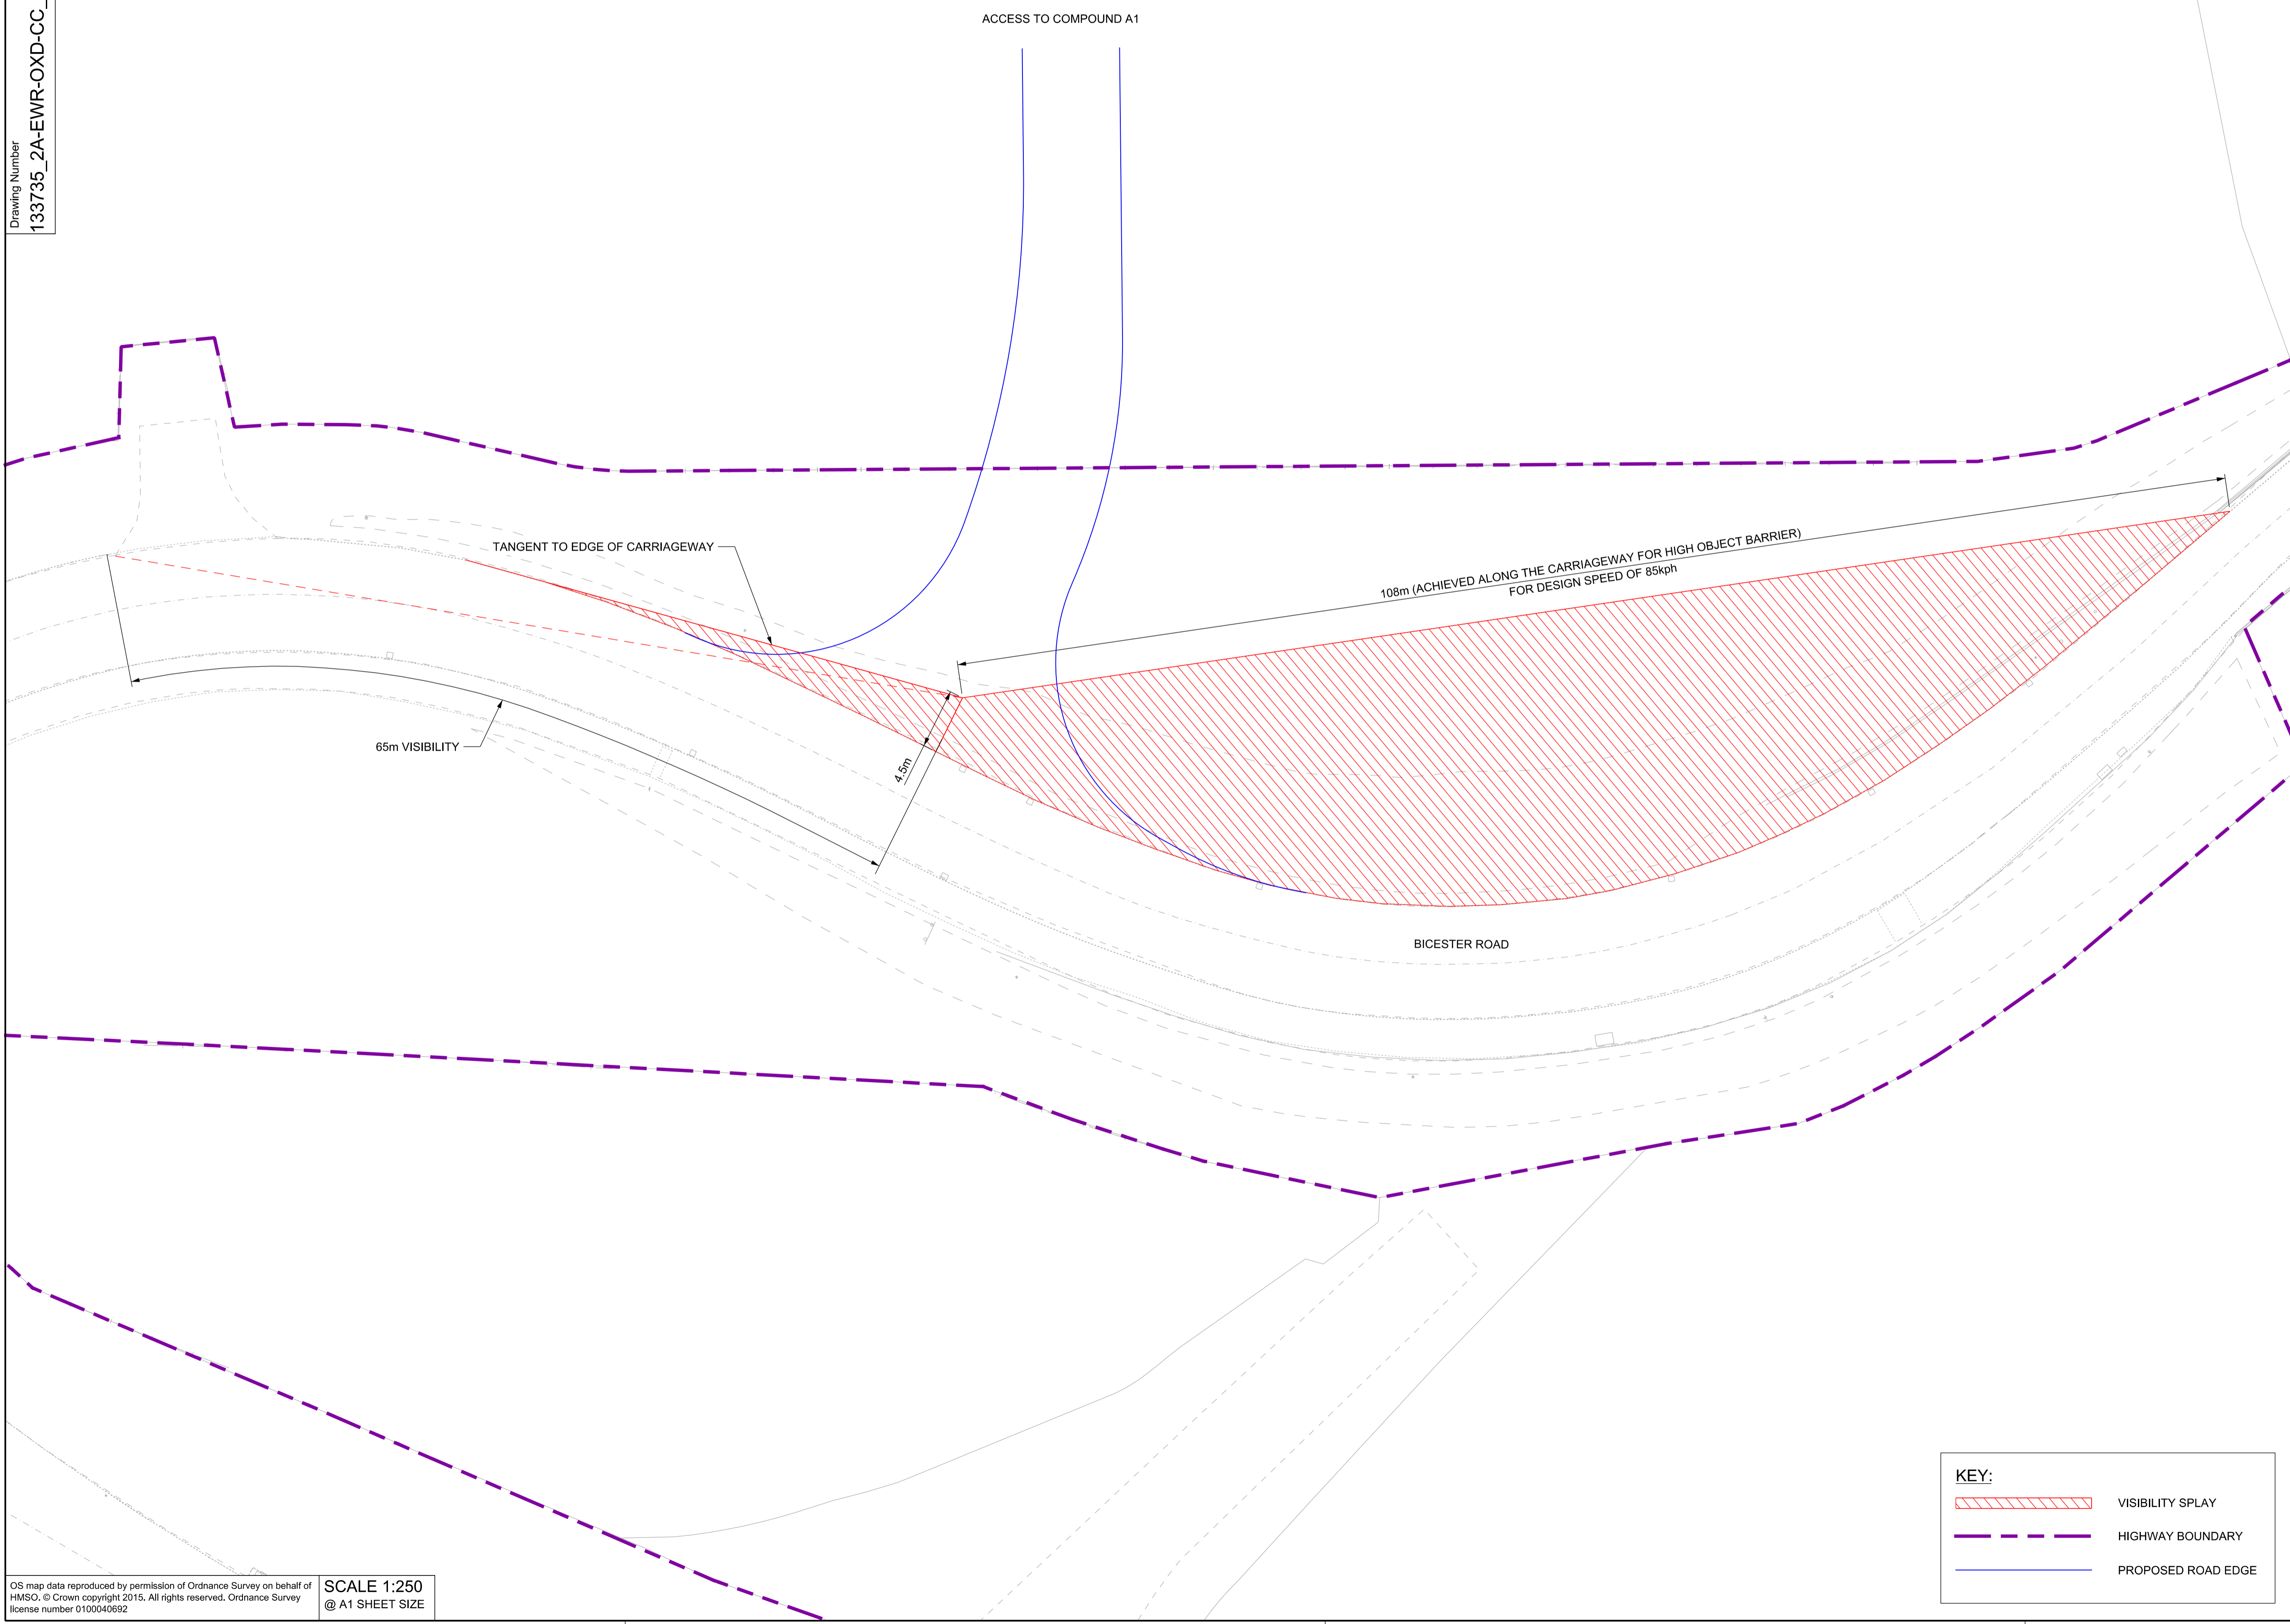 Drawing Number
133735_2A-EWR-OXD-CC_
ACCESS TO COMPOUND A1
TANGENT TO EDGE OF CARRIAGEWAY
108m (ACHIEVED ALONG THE CARRIAGEWAY FOR HIGH OBJECT BARRIER)
FOR DESIGN SPEED OF 85kph
65m VISIBILITY
4.5m
BICESTER ROAD
KEY:
VISIBILITY SPLAY
HIGHWAY BOUNDARY
PROPOSED ROAD EDGE
OS map data reproduced by permission of Ordnance Survey on behalf of
HMSO. © Crown copyright 2015. All rights reserved. Ordnance Survey
license number 0100040692
SCALE 1:250
@ A1 SHEET SIZE